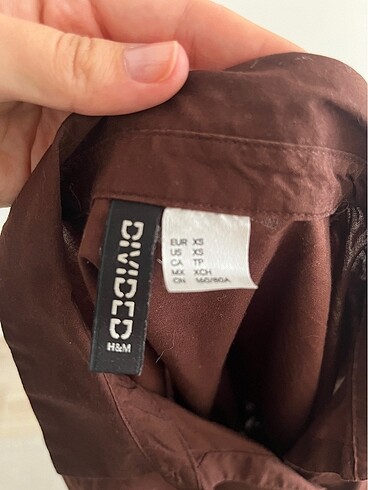 DIVIDED
H&M
EUR XS
US XS
CA TP
MX XCH
CN 160/80A